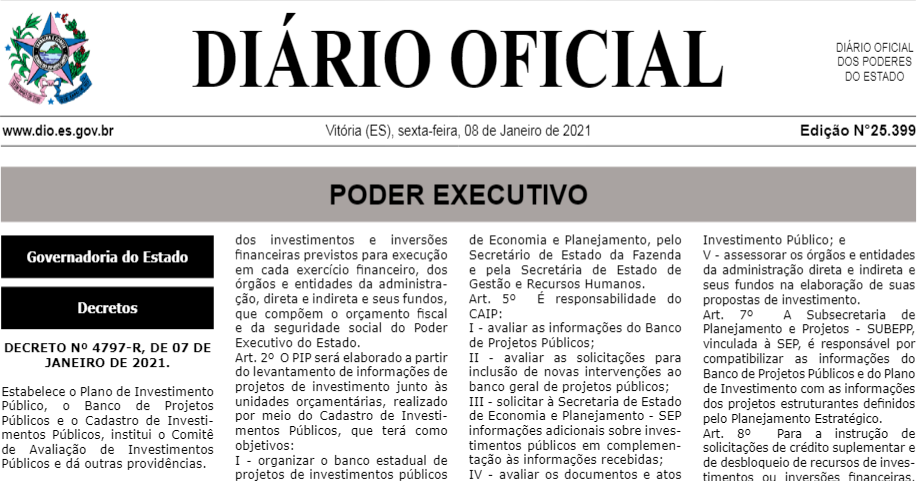 DIÁRIO OFICIAL
DIÁRIO OFICIAL
DOS PODERES
DO ESTADO
www.dio.es.gov.br
Vitória (ES), sexta-feira, 08 de Janeiro de 2021
Edição N°25.399
PODER EXECUTIVO
Governadoria do Estado
Decretos
DECRETO Nº 4797-R, DE 07 DE
JANEIRO DE 2021.
Estabelece o Plano de Investimento
Público, o Banco de Projetos
Públicos e o Cadastro de Investi-
mentos Públicos, institui o Comitê
de Avaliação de Investimentos
Públicos e dá outras providências.
dos investimentos e inversões
financeiras previstos para execução
em cada exercício financeiro, dos
órgãos e entidades da administra-
ção, direta e indireta e seus fundos,
que compõem o orçamento fiscal
e da seguridade social do Poder
Executivo do Estado.
Art. 2º O PIP será elaborado a partir
do levantamento de informações de
projetos de investimento junto às
unidades orçamentárias, realizado
por meio do Cadastro de Investi-
mentos Públicos, que terá como
objetivos:
I - organizar o banco estadual de
projetos de investimentos públicos
de Economia e Planejamento, pelo
Secretário de Estado da Fazenda
e pela Secretária de Estado de
Gestão e Recursos Humanos.
Art. 5º É responsabilidade do
CAIP:
I - avaliar as informações do Banco
de Projetos Públicos;
II - avaliar as solicitações para
inclusão de novas intervenções ao
banco geral de projetos públicos;
III - solicitar à Secretaria de Estado
de Economia e Planejamento - SEP
informações adicionais sobre inves-
timentos públicos em complemen-
tação às informações recebidas;
IV - avaliar os documentos e atos
Investimento Público; e
V - assessorar os órgãos e entidades
da administração direta e indireta e
seus fundos na elaboração de suas
propostas de investimento.
Art. 7º A Subsecretaria de
Planejamento e Projetos - SUBEPP,
vinculada à SEP, é responsável por
compatibilizar as informações do
Banco de Projetos Públicos e do Plano
de Investimento com as informações
dos projetos estruturantes definidos
pelo Planejamento Estratégico.
Art. 8º Para a instrução de
solicitações de crédito suplementar e
de desbloqueio de recursos de inves-
timentos ou inversões financeiras,